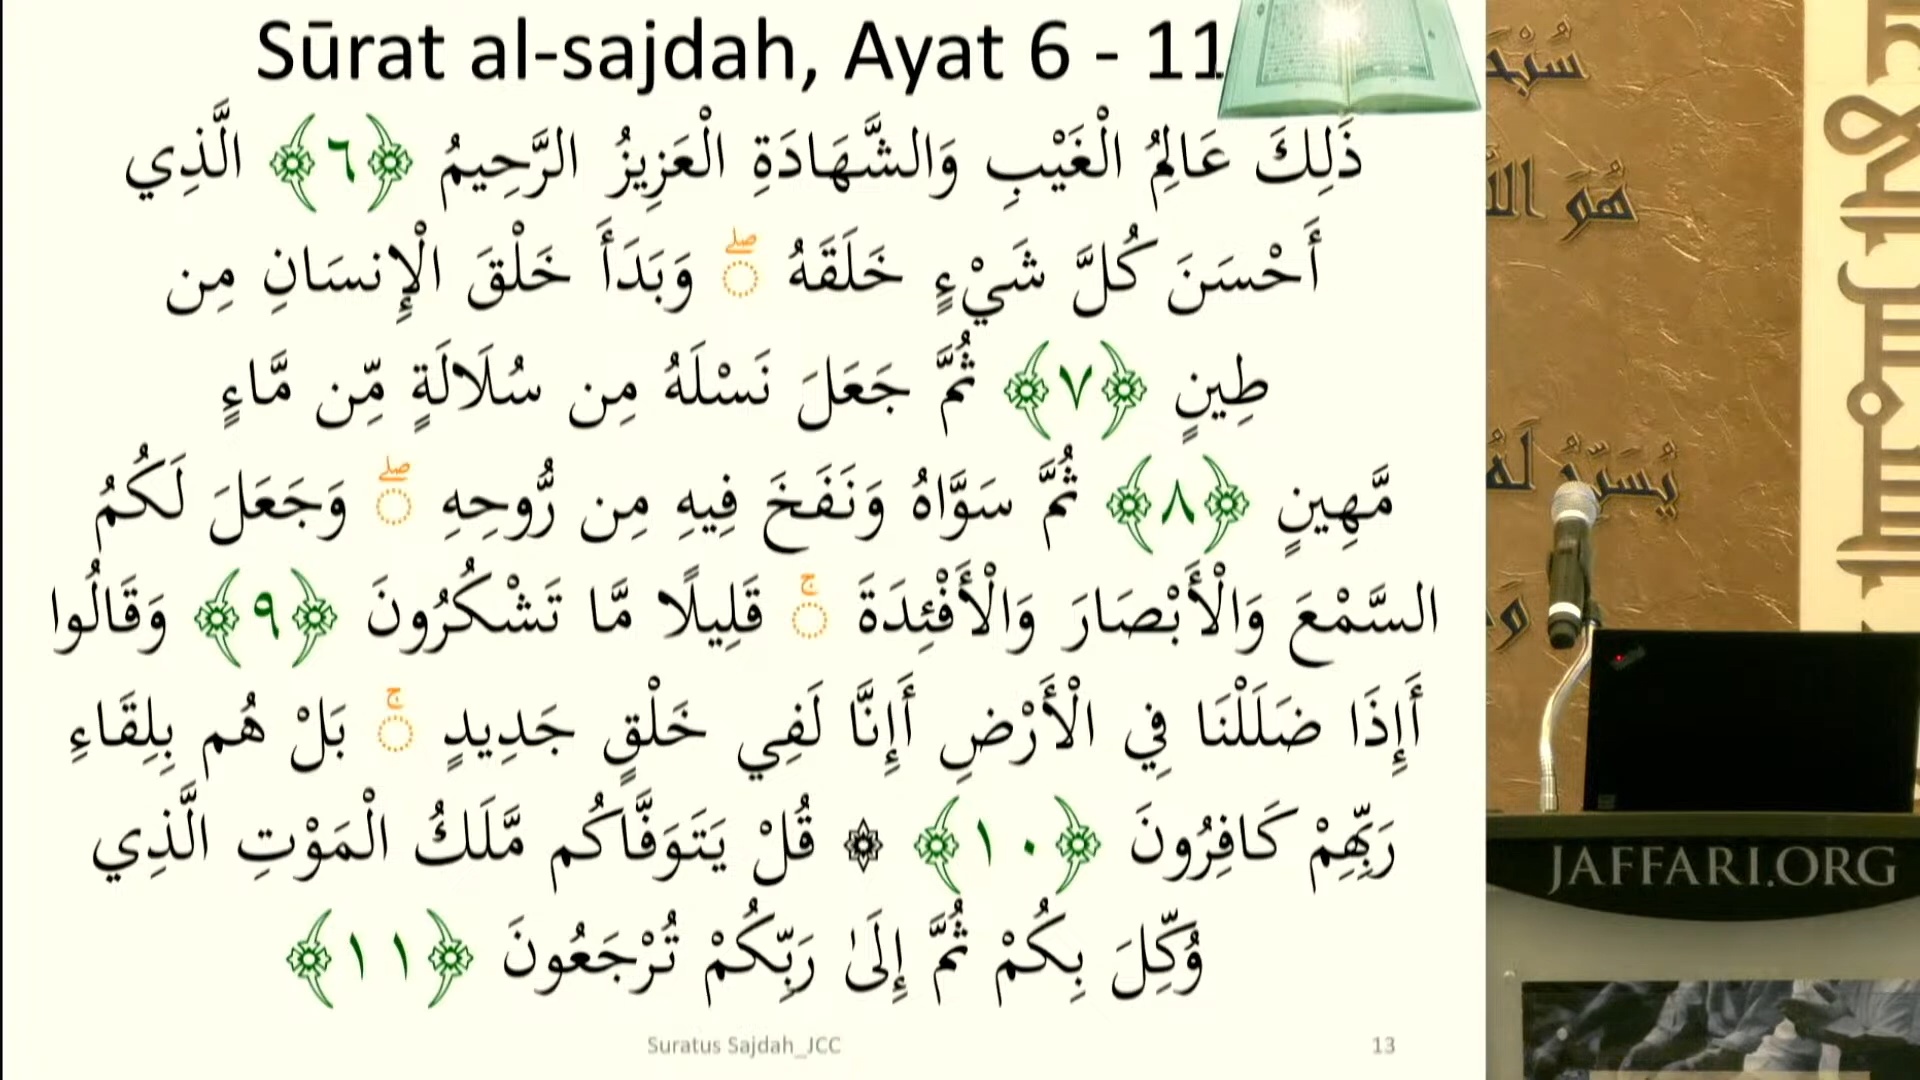 Sūrat al-sajdah, Ayat 6 - 11
ذَلِكَ عَالِمُ الْغَيْبِ وَالشَّهَادَةِ الْعَزِيزُ الرَّحِيمُ ﴿٦﴾ الَّذِي
أَحْسَنَ كُلَّ شَيْءٍ خَلَقَهُ ۖ وَبَدَأَ خَلْقَ الْإِنسَانِ مِن
طِينٍ ﴿٧﴾ ثُمَّ جَعَلَ نَسْلَهُ مِن سُلَالَةٍ مِّن مَّاءٍ
مَّهِينٍ ﴿٨﴾ ثُمَّ سَوَّاهُ وَنَفَخَ فِيهِ مِن رُّوحِهِ ۖ وَجَعَلَ لَكُمُ
السَّمْعَ وَالْأَبْصَارَ وَالْأَفْئِدَةَ ۚ قَلِيلًا مَّا تَشْكُرُونَ ﴿٩﴾ وَقَالُوا
أَإِذَا ضَلَلْنَا فِي الْأَرْضِ أَإِنَّا لَفِي خَلْقٍ جَدِيدٍ ۚ بَلْ هُم بِلِقَاءِ
رَبِّهِمْ كَافِرُونَ ﴿١٠﴾ ۞ قُلْ يَتَوَفَّاكُم مَّلَكُ الْمَوْتِ الَّذِي
وُكِّلَ بِكُمْ ثُمَّ إِلَىٰ رَبِّكُمْ تُرْجَعُونَ ﴿١١﴾
Suratus Sajdah_JCC
13
هُوَ
JAFFARI.ORG